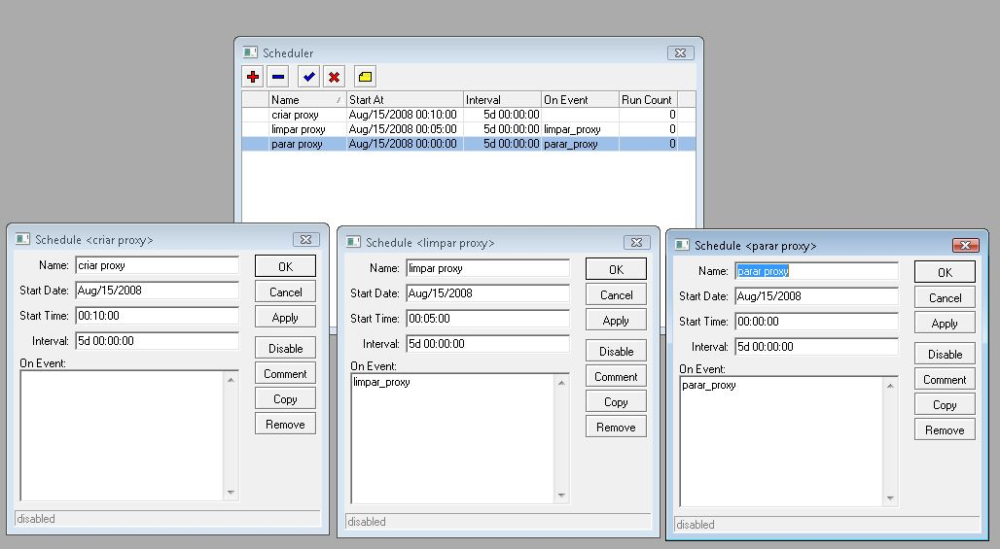 Scheduler
Name / Start At Interval On Event Run Count
criar proxy Aug/15/2008 00:10:00 5d 00:00:00 0
limpar proxy Aug/15/2008 00:05:00 5d 00:00:00 limpar_proxy 0
parar proxy Aug/15/2008 00:00:00 5d 00:00:00 parar_proxy 0
Schedule <criar proxy>
Name: criar proxy OK
Start Date: Aug/15/2008 Cancel
Start Time: 00:10:00 Apply
Interval: 5d 00:00:00 Disable
On Event: Comment
Copy
Remove
disabled
Schedule <limpar proxy>
Name: limpar proxy OK
Start Date: Aug/15/2008 Cancel
Start Time: 00:05:00 Apply
Interval: 5d 00:00:00 Disable
On Event: Comment
limpar_proxy
Copy
Remove
disabled
Schedule <parar proxy>
Name: parar proxy OK
Start Date: Aug/15/2008 Cancel
Start Time: 00:00:00 Apply
Interval: 5d 00:00:00 Disable
On Event: Comment
parar_proxy
Copy
Remove
disabled